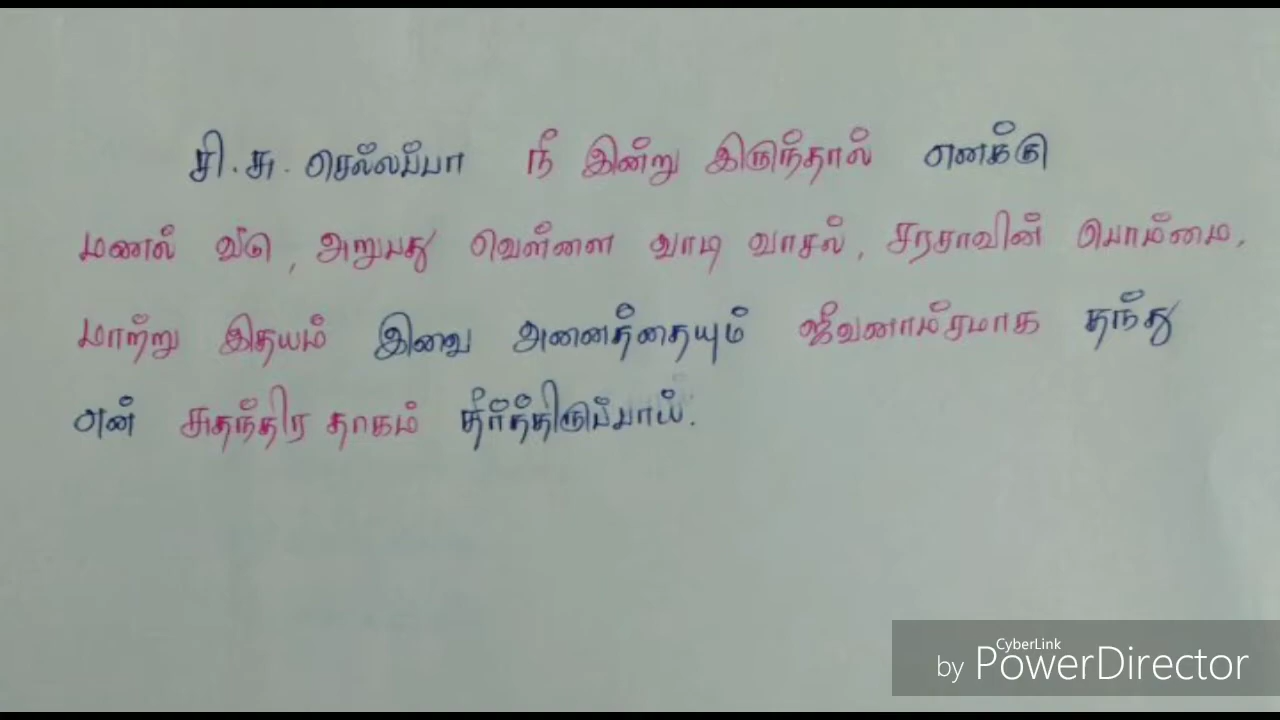 சி.சு. செல்லப்பா நீ இன்று இருந்தால் எனக்கு
மணல் வீடு, அறுபது வெள்ளை வாடி வாசல், சரசாவின் பொம்மை,
மாற்று இதயம் இவை அனைத்தையும் ஜீவனாம்சமாக தந்து
என் சுதந்திர தாகம் தீர்த்திருப்பாய்.
CyberLink
by PowerDirector